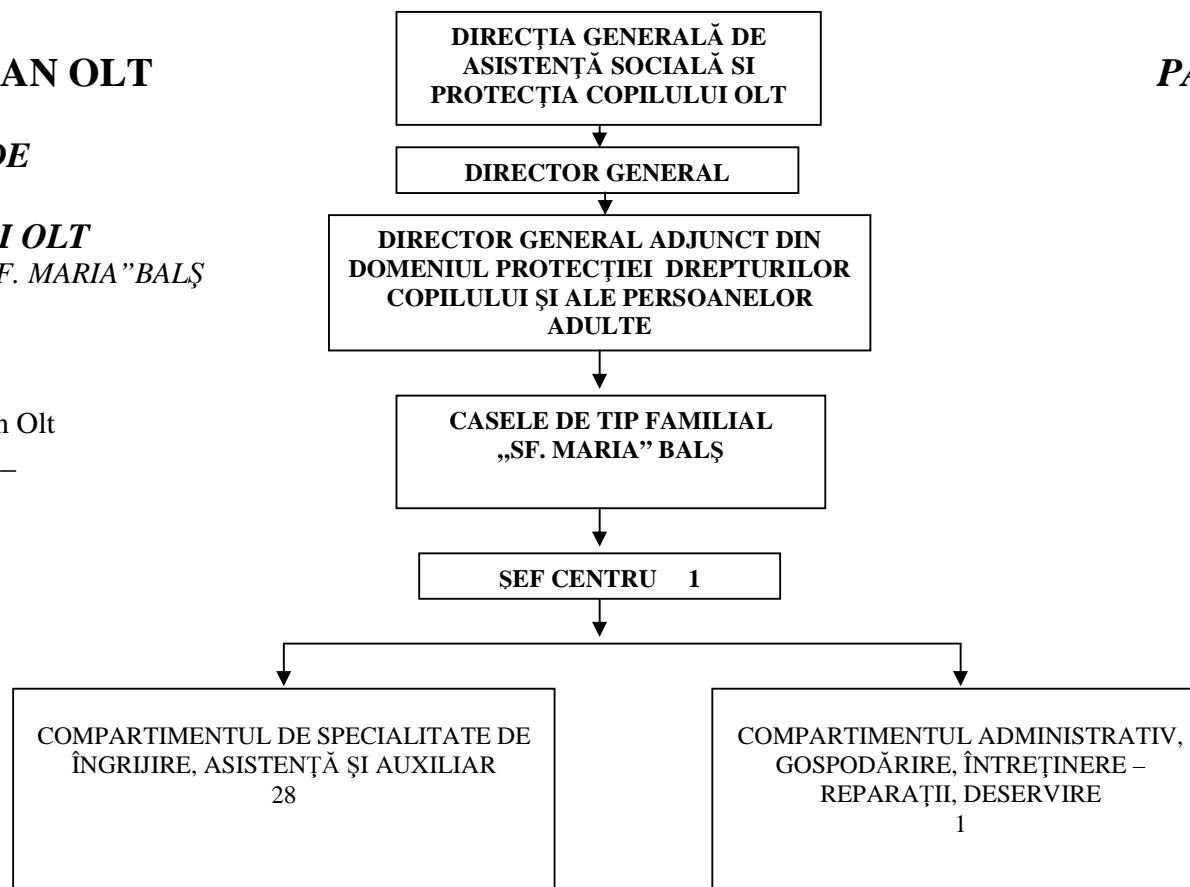 AN OLT
DE
I OLT
F. MARIA”BALŞ
n Olt
–
PA
DIRECŢIA GENERALĂ DE
ASISTENŢĂ SOCIALĂ SI
PROTECŢIA COPILULUI OLT
DIRECTOR GENERAL
DIRECTOR GENERAL ADJUNCT DIN
DOMENIUL PROTECŢIEI DREPTURILOR
COPILULUI ŞI ALE PERSOANELOR
ADULTE
CASELE DE TIP FAMILIAL
„SF. MARIA” BALŞ
ŞEF CENTRU 1
COMPARTIMENTUL DE SPECIALITATE DE
ÎNGRIJIRE, ASISTENŢĂ ŞI AUXILIAR
28
COMPARTIMENTUL ADMINISTRATIV,
GOSPODĂRIRE, ÎNTREŢINERE –
REPARAŢII, DESERVIRE
1